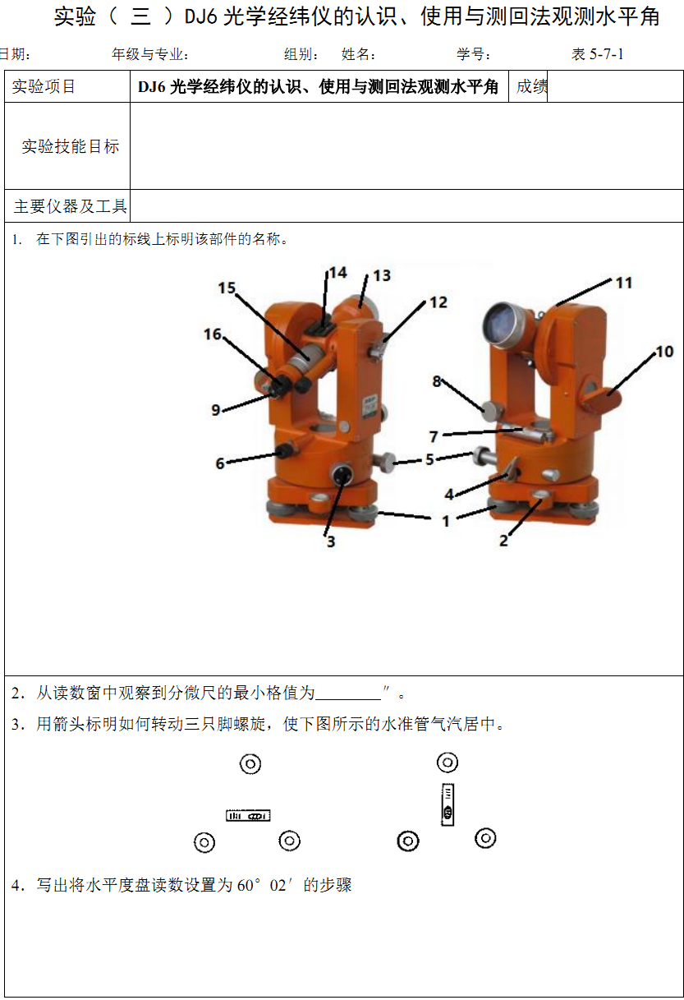 实验（ 三 ）DJ6光学经纬仪的认识、使用与测回法观测水平角
日期： 年级与专业： 组别： 姓名： 学号： 表 5-7-1
实验项目 DJ6 光学经纬仪的认识、使用与测回法观测水平角 成绩
实验技能目标
主要仪器及工具
1. 在下图引出的标线上标明该部件的名称。
14
13
15
11
12
16
10
8
9
7
6
5
4
1
3
2
2．从读数窗中观察到分微尺的最小格值为________″。
3．用箭头标明如何转动三只脚螺旋，使下图所示的水准管气汽居中。
4．写出将水平度盘读数设置为 60°02′的步骤